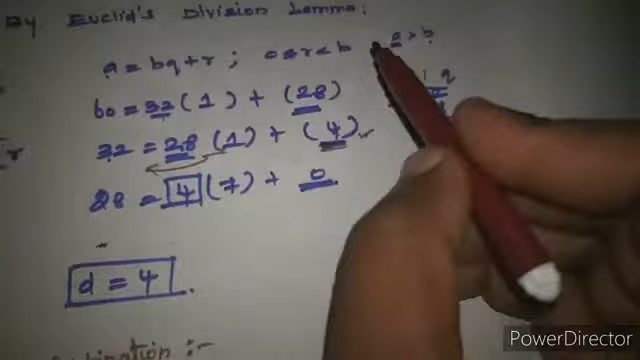 By Euclid's Division Lemma:
a = bq + r ; 0 ≤ r < b a > b
60 = 32 (1) + (28)
32 = 28 (1) + (4)
28 = 4 (7) + 0
d = 4.
PowerDirector